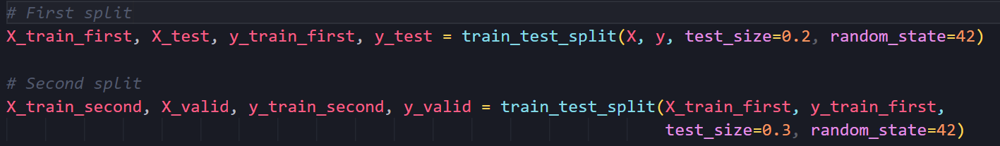 # First split
X_train_first, X_test, y_train_first, y_test = train_test_split(X, y, test_size=0.2, random_state=42)
# Second split
X_train_second, X_valid, y_train_second, y_valid = train_test_split(X_train_first, y_train_first,
test_size=0.3, random_state=42)